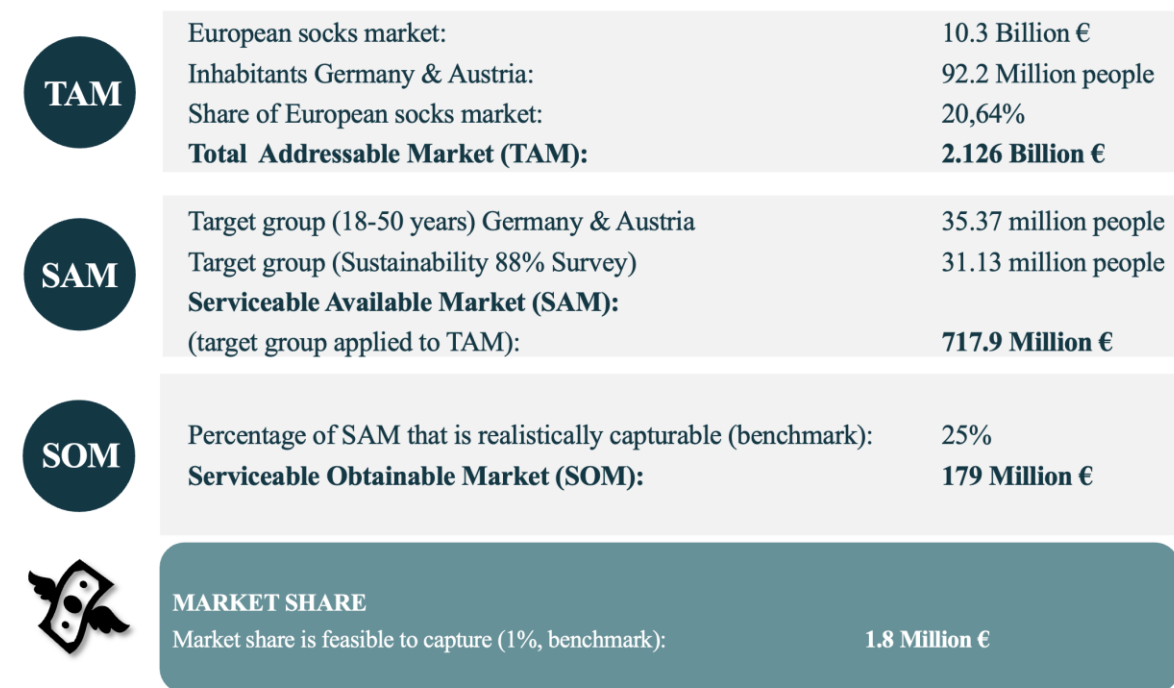 TAM
European socks market: 10.3 Billion €
Inhabitants Germany & Austria: 92.2 Million people
Share of European socks market: 20,64%
Total Addressable Market (TAM): 2.126 Billion €
SAM
Target group (18-50 years) Germany & Austria 35.37 million people
Target group (Sustainability 88% Survey) 31.13 million people
Serviceable Available Market (SAM):
(target group applied to TAM): 717.9 Million €
SOM
Percentage of SAM that is realistically capturable (benchmark): 25%
Serviceable Obtainable Market (SOM): 179 Million €
MARKET SHARE
Market share is feasible to capture (1%, benchmark): 1.8 Million €